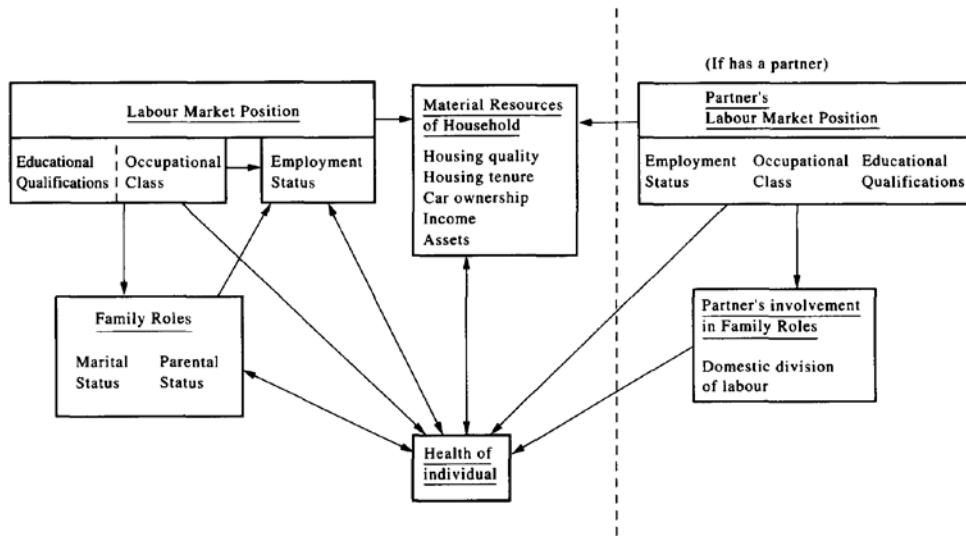 (If has a partner)
Labour Market Position
Educational
Qualifications
Occupational
Class
Employment
Status
Material Resources
of Household
Housing quality
Housing tenure
Car ownership
Income
Assets
Partner's
Labour Market Position
Employment
Status
Occupational
Class
Educational
Qualifications
Family Roles
Marital
Status
Parental
Status
Partner's involvement
in Family Roles
Domestic division
of labour
Health of
individual